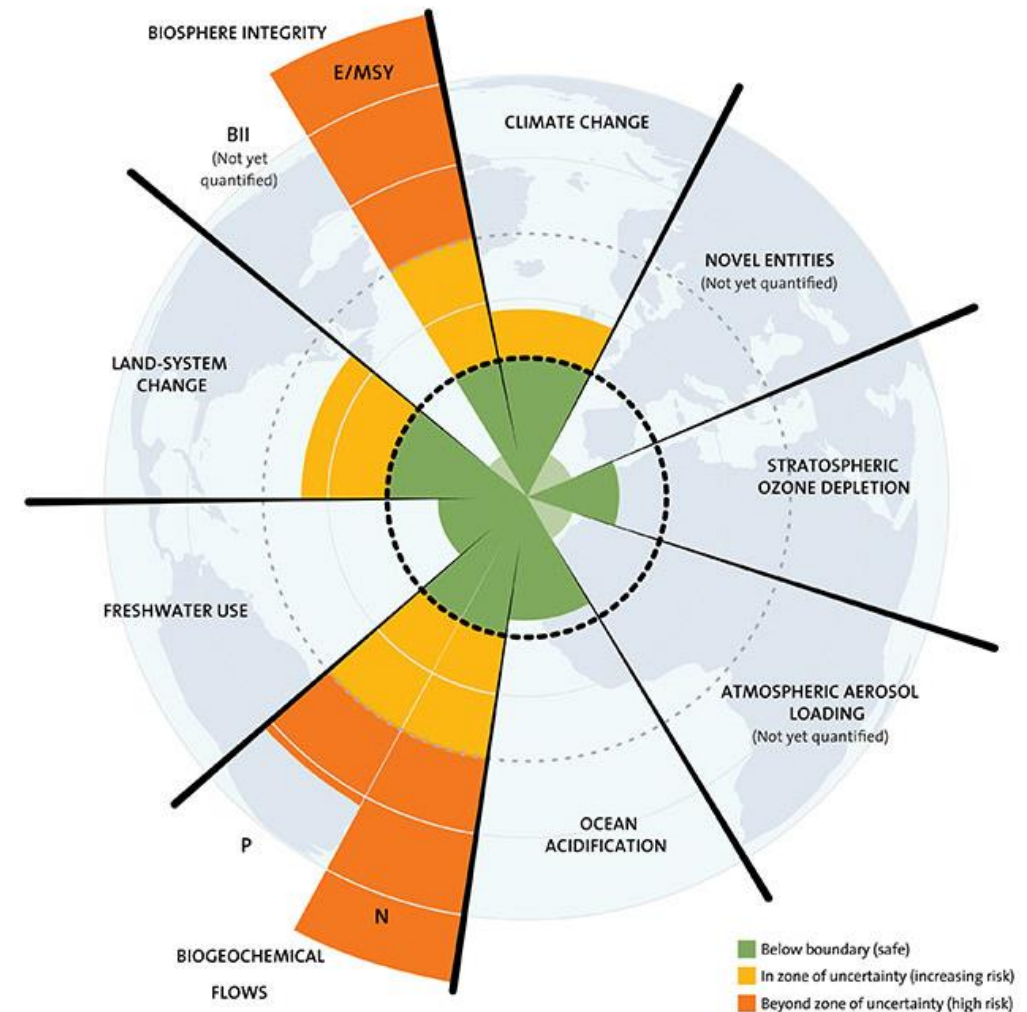 BIOSPHERE INTEGRITY
E/MSY
BII
(Not yet
quantified)
CLIMATE CHANGE
NOVEL ENTITIES
(Not yet quantified)
LAND-SYSTEM
CHANGE
STRATOSPHERIC
OZONE DEPLETION
FRESHWATER USE
ATMOSPHERIC AEROSOL
LOADING
(Not yet quantified)
OCEAN
ACIDIFICATION
P
N
BIOGEOCHEMICAL
FLOWS
Below boundary (safe)
In zone of uncertainty (increasing risk)
Beyond zone of uncertainty (high risk)